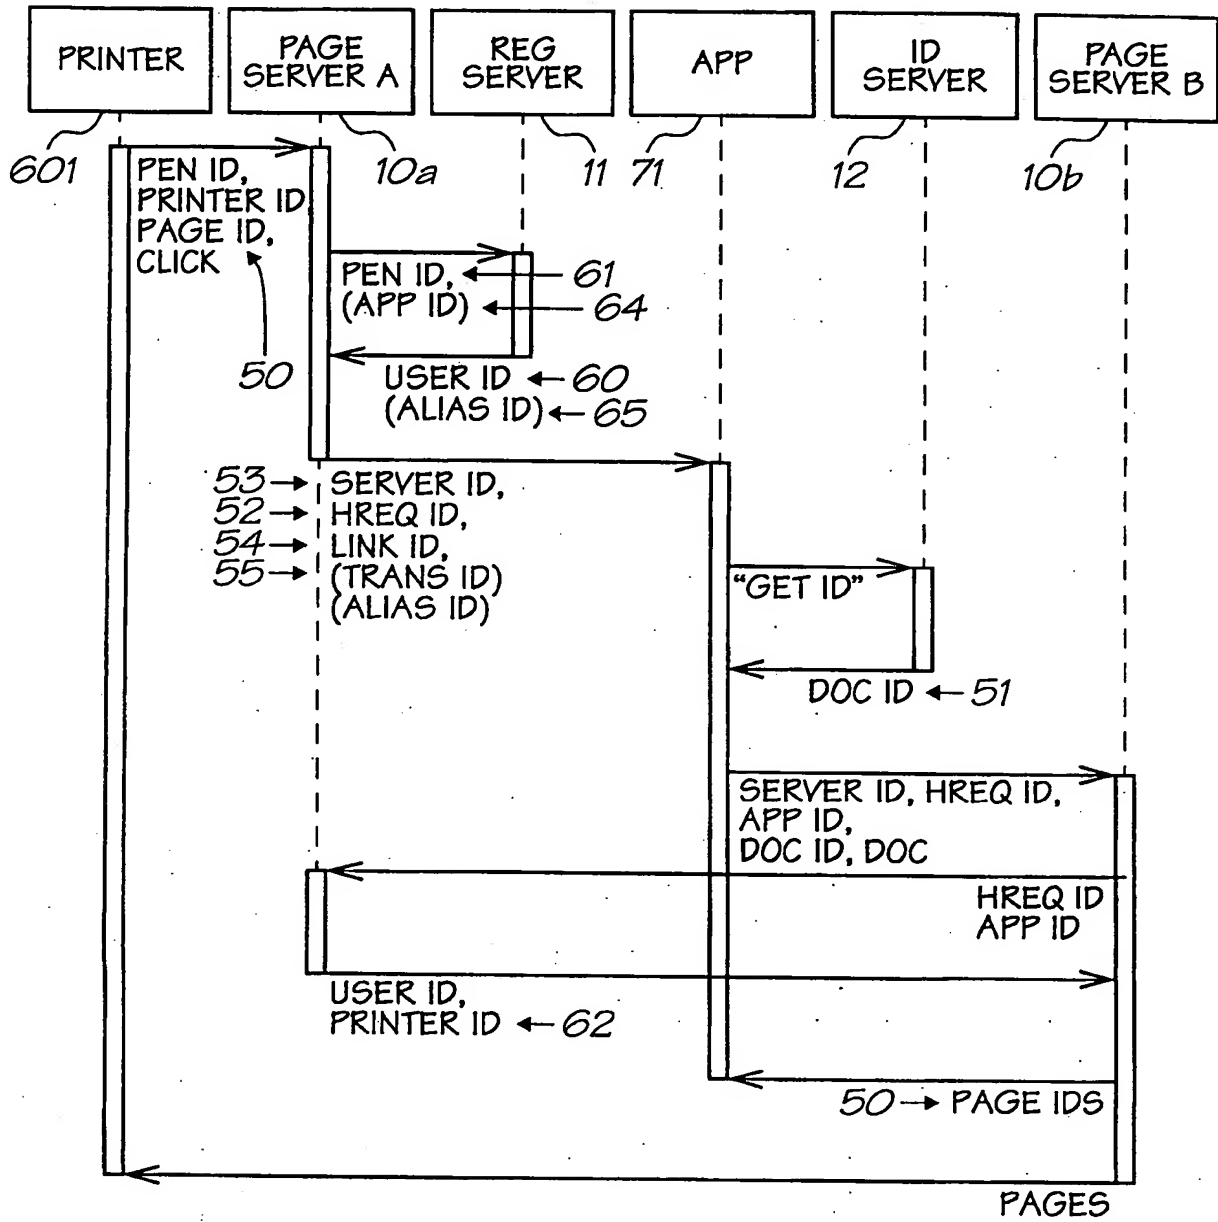 PRINTER
PAGE
SERVER A
REG
SERVER
APP
ID
SERVER
PAGE
SERVER B
601
10a
11
71
12
10b
PEN ID,
PRINTER ID
PAGE ID,
CLICK
50
PEN ID,
61
(APP ID)
64
USER ID
60
(ALIAS ID)
65
53
SERVER ID,
52
HREQ ID,
54
LINK ID,
55
(TRANS ID)
(ALIAS ID)
“GET ID”
DOC ID
51
SERVER ID, HREQ ID,
APP ID,
DOC ID, DOC
HREQ ID
APP ID
USER ID,
PRINTER ID
62
50
PAGE IDS
PAGES